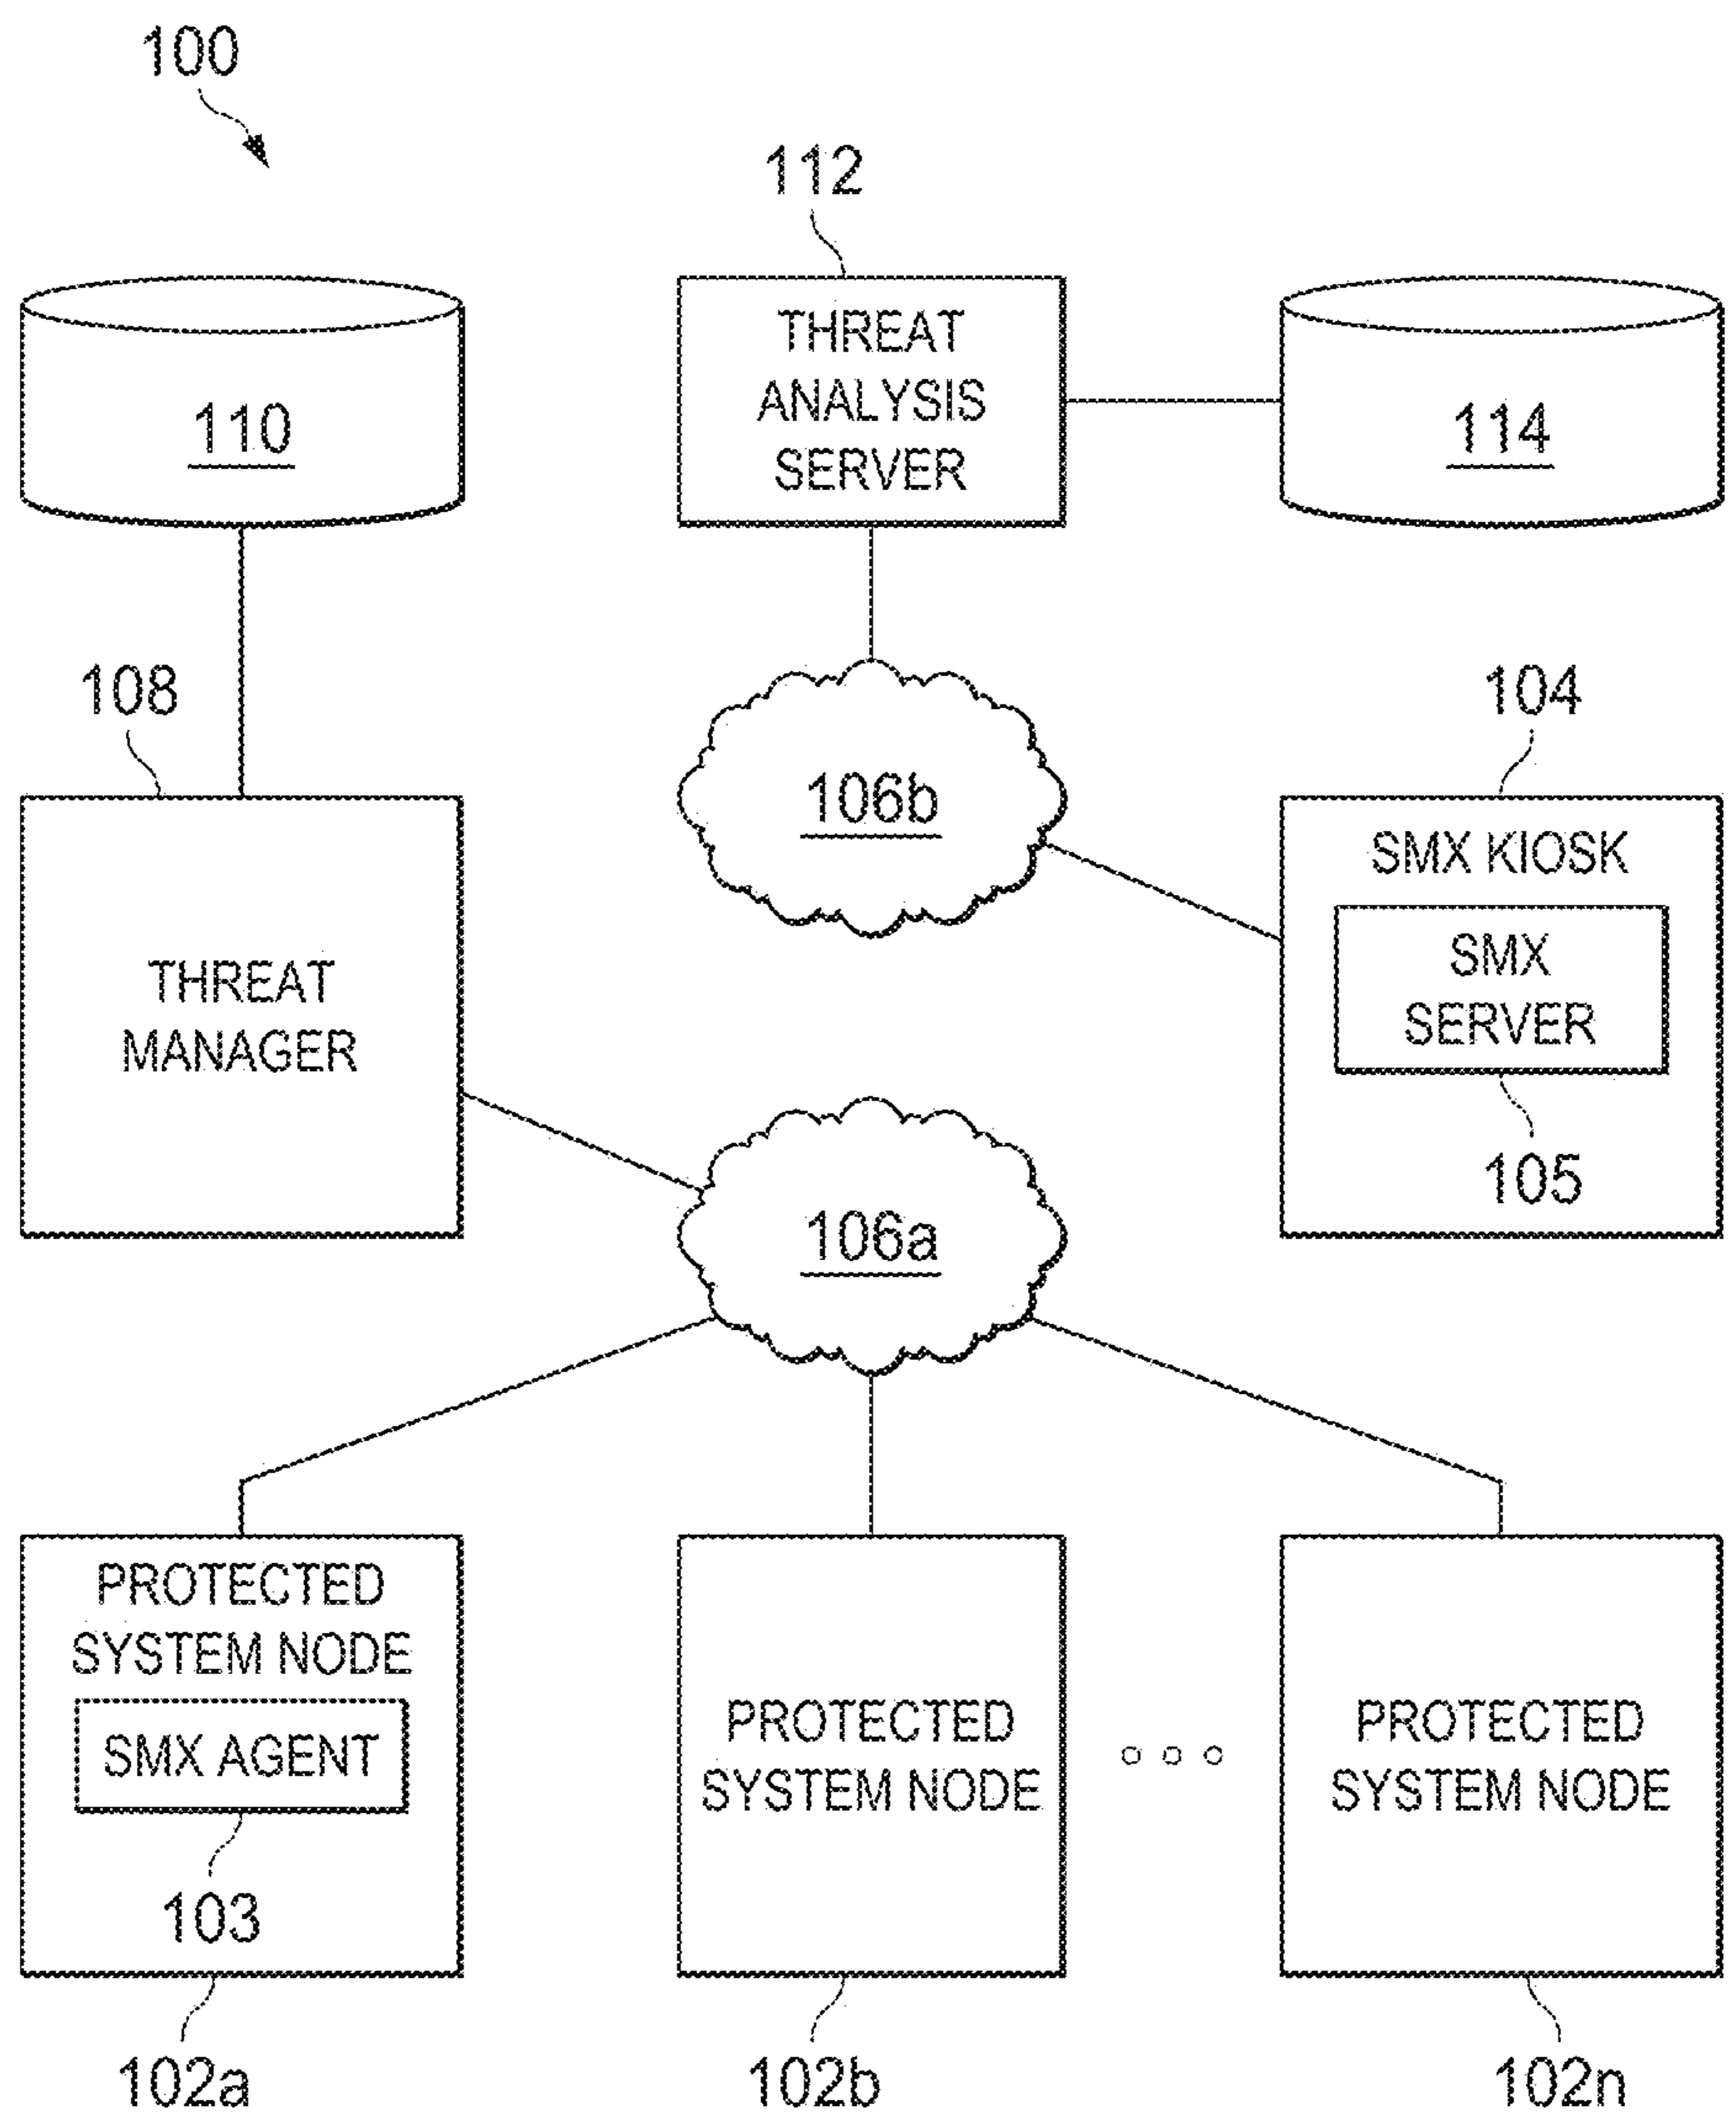 100
112
THREAT
ANALYSIS
SERVER
110
114
108
104
106b
SMX KIOSK
SMX
SERVER
105
THREAT
MANAGER
106a
PROTECTED
SYSTEM NODE
SMX AGENT
103
PROTECTED
SYSTEM NODE
PROTECTED
SYSTEM NODE
102a
102b
102n